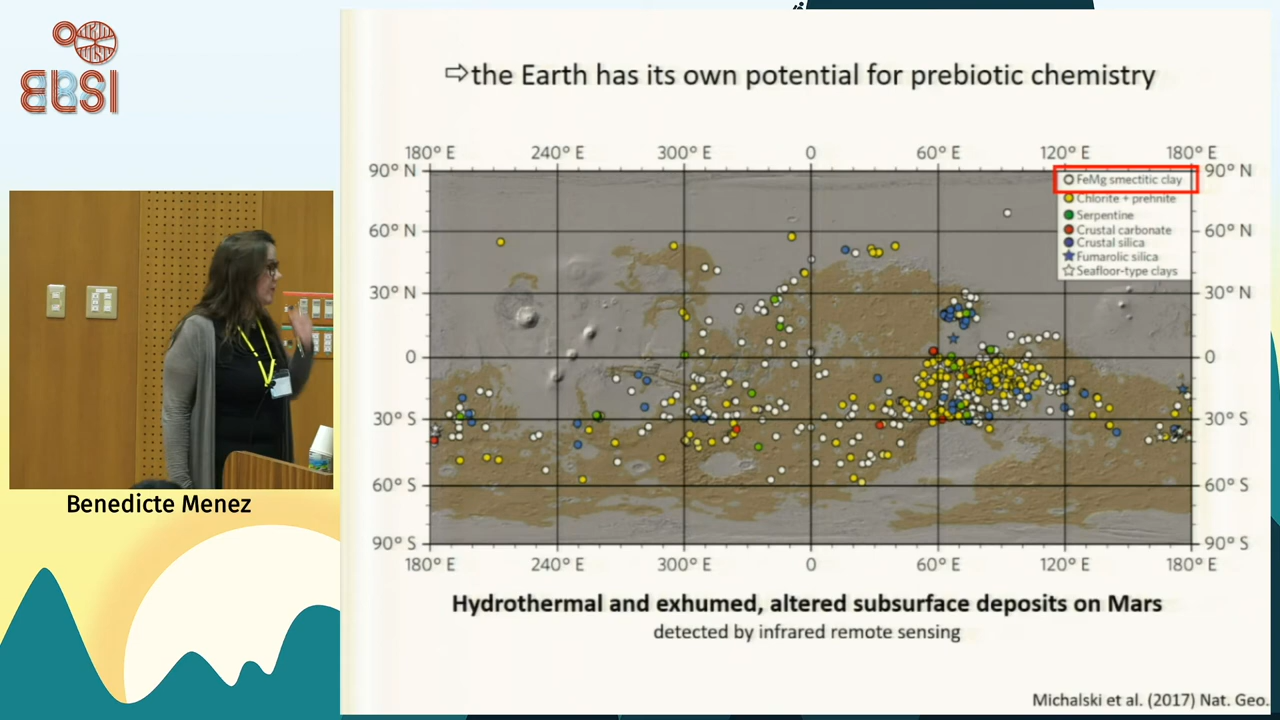 ELSI
⇨the Earth has its own potential for prebiotic chemistry
180° E 240° E 300° E 0 60° E 120° E 180° E
90° N 90° N
FeMg smectitic clay
Chlorite + prehnite
Serpentine
60° N 60° N
Crustal carbonate
Crustal silica
Fumarolic silica
Seafloor-type clays
30° N 30° N
0 0
30° S 30° S
60° S 60° S
90° S 90° S
180° E 240° E 300° E 0 60° E 120° E 180° E
Benedicte Menez
Hydrothermal and exhumed, altered subsurface deposits on Mars
detected by infrared remote sensing
Michalski et al. (2017) Nat. Geo.